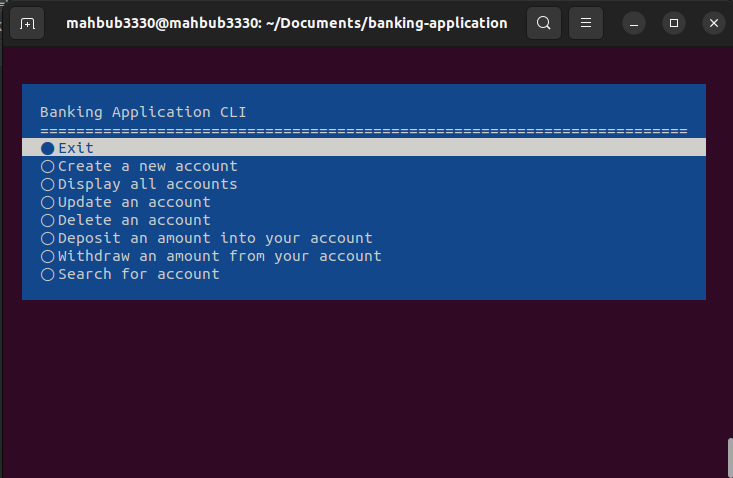 mahbub3330@mahbub3330: ~/Documents/banking-application
Banking Application CLI
========================================================================
Exit
Create a new account
Display all accounts
Update an account
Delete an account
Deposit an amount into your account
Withdraw an amount from your account
Search for account